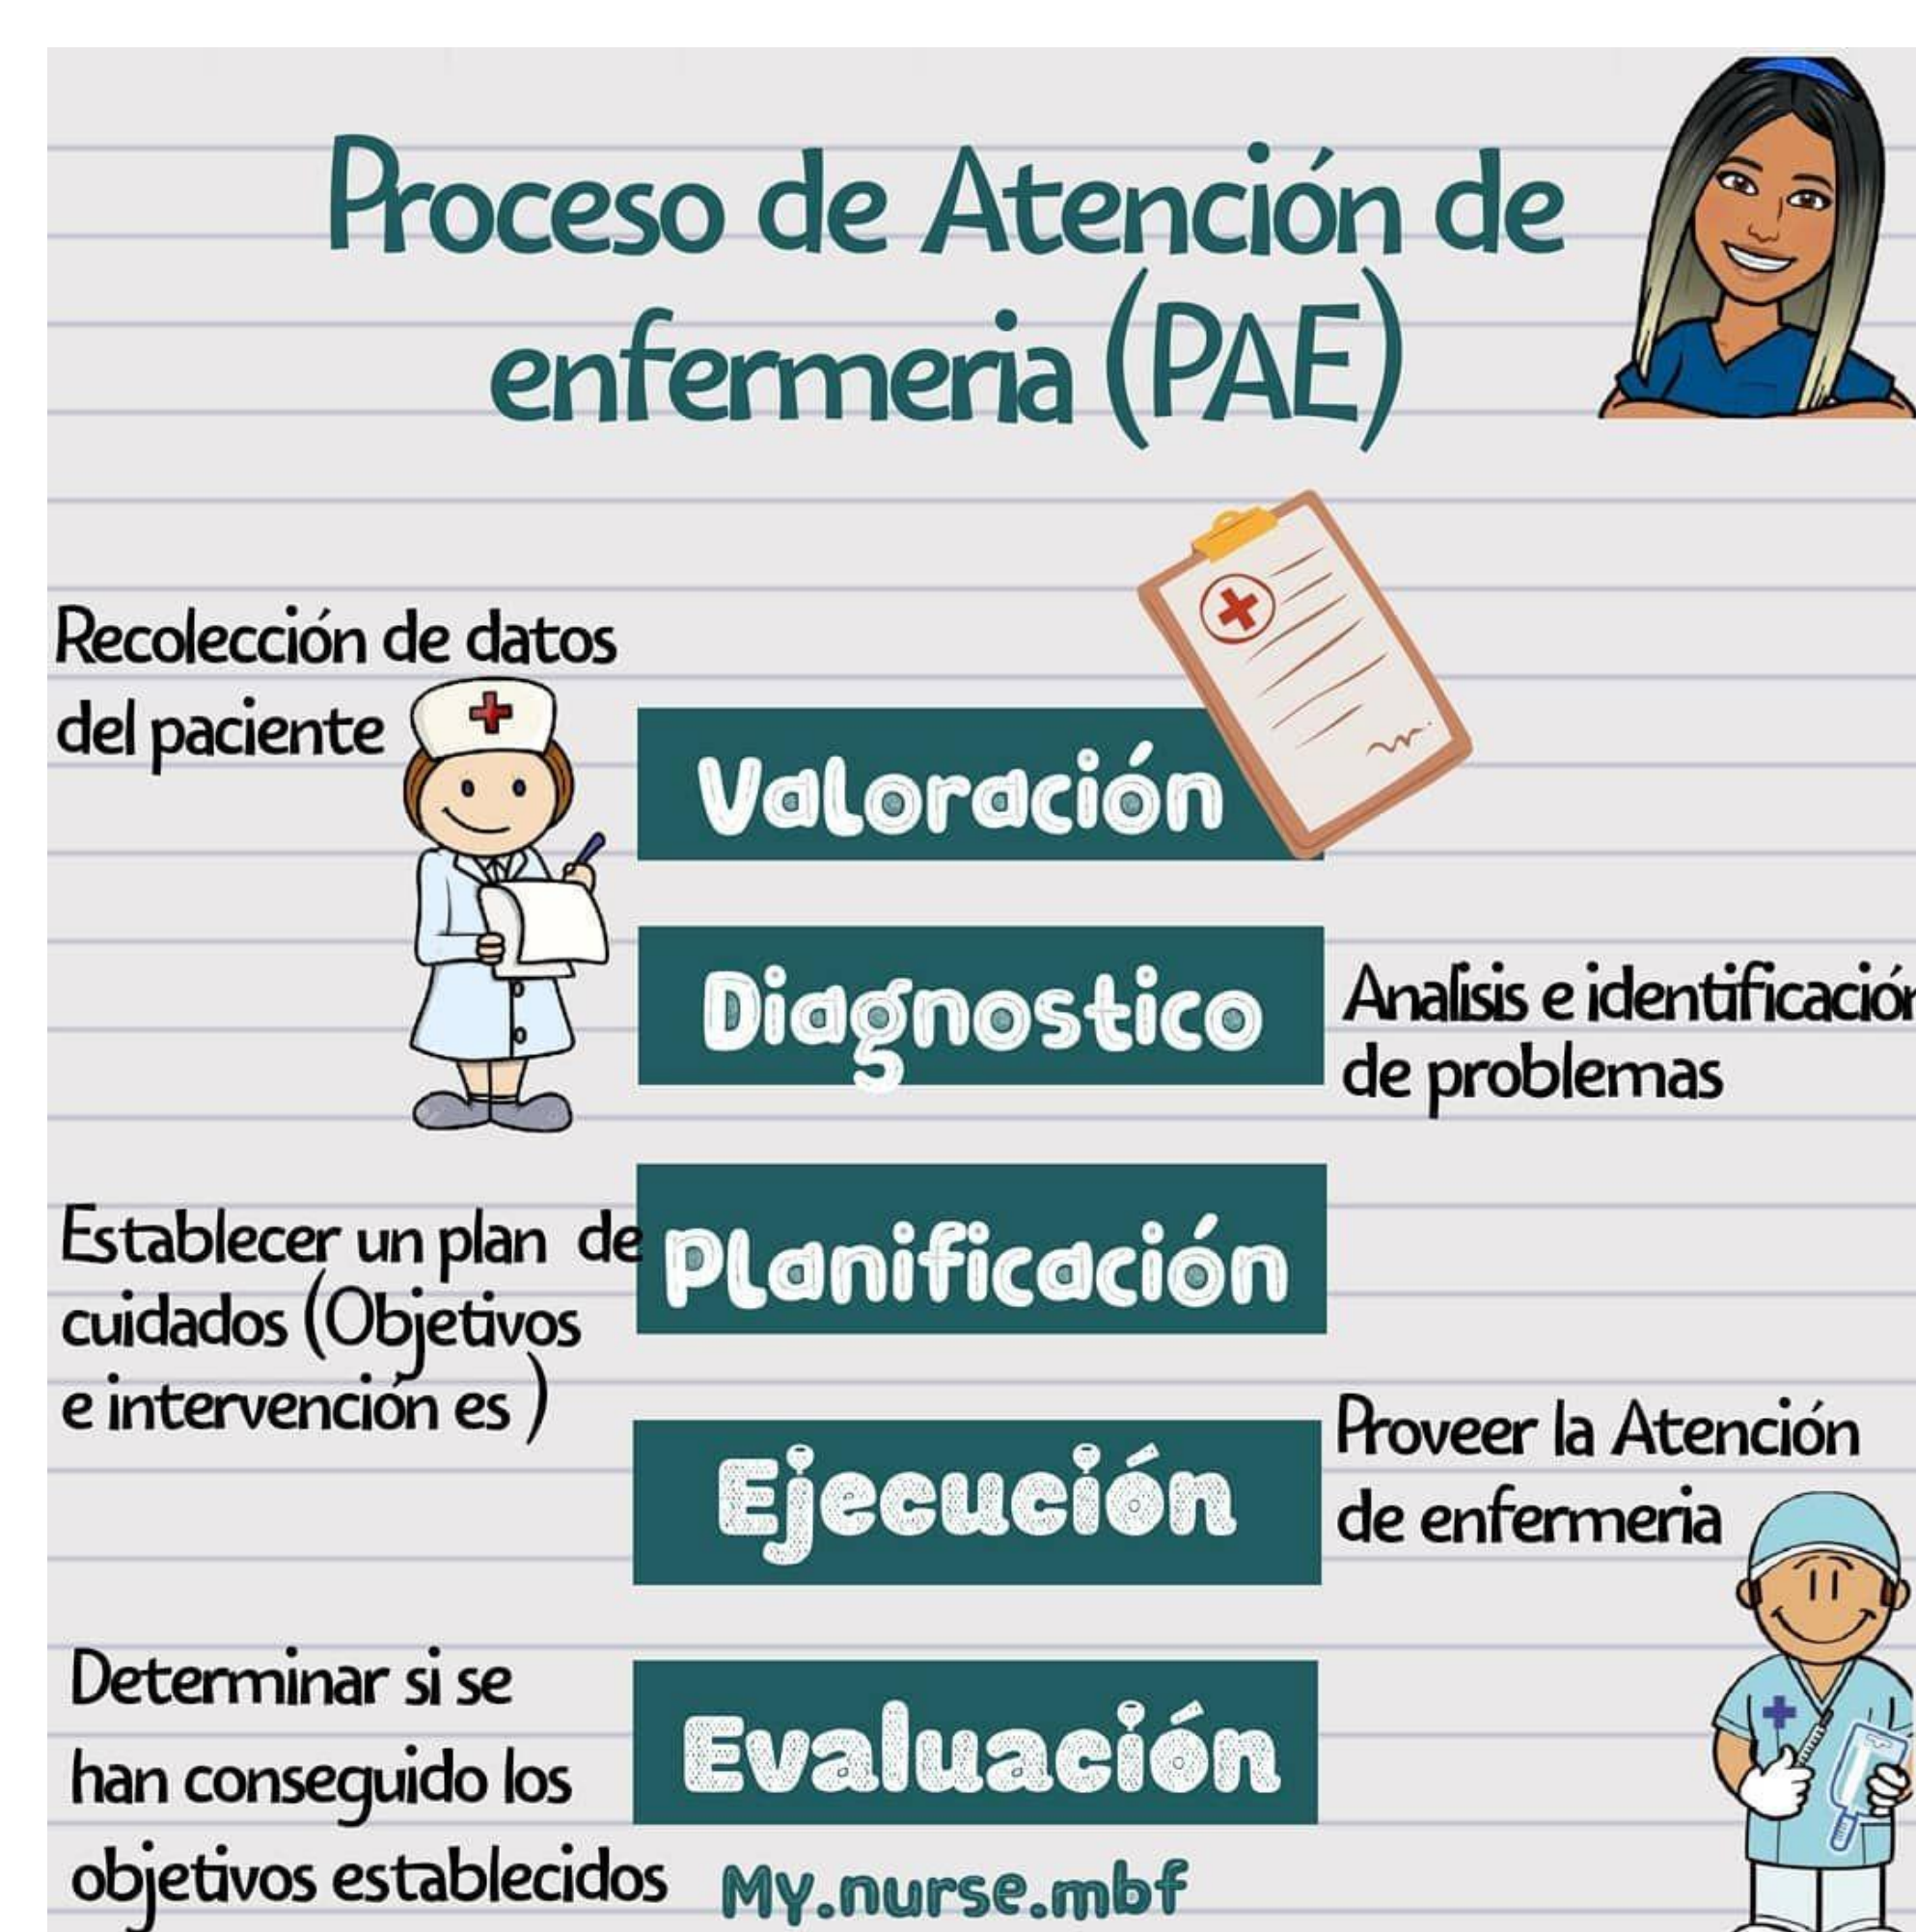 Proceso de Atención de
enfermeria (PAE)
Recolección de datos
del paciente
Valoración
Diagnostico
Analisis e identificación
de problemas
Establecer un plan de
cuidados (Objetivos
e intervención es )
Planificación
Ejecución
Proveer la Atención
de enfermeria
Determinar si se
han conseguido los
objetivos establecidos
Evaluación
My.nurse.mbf